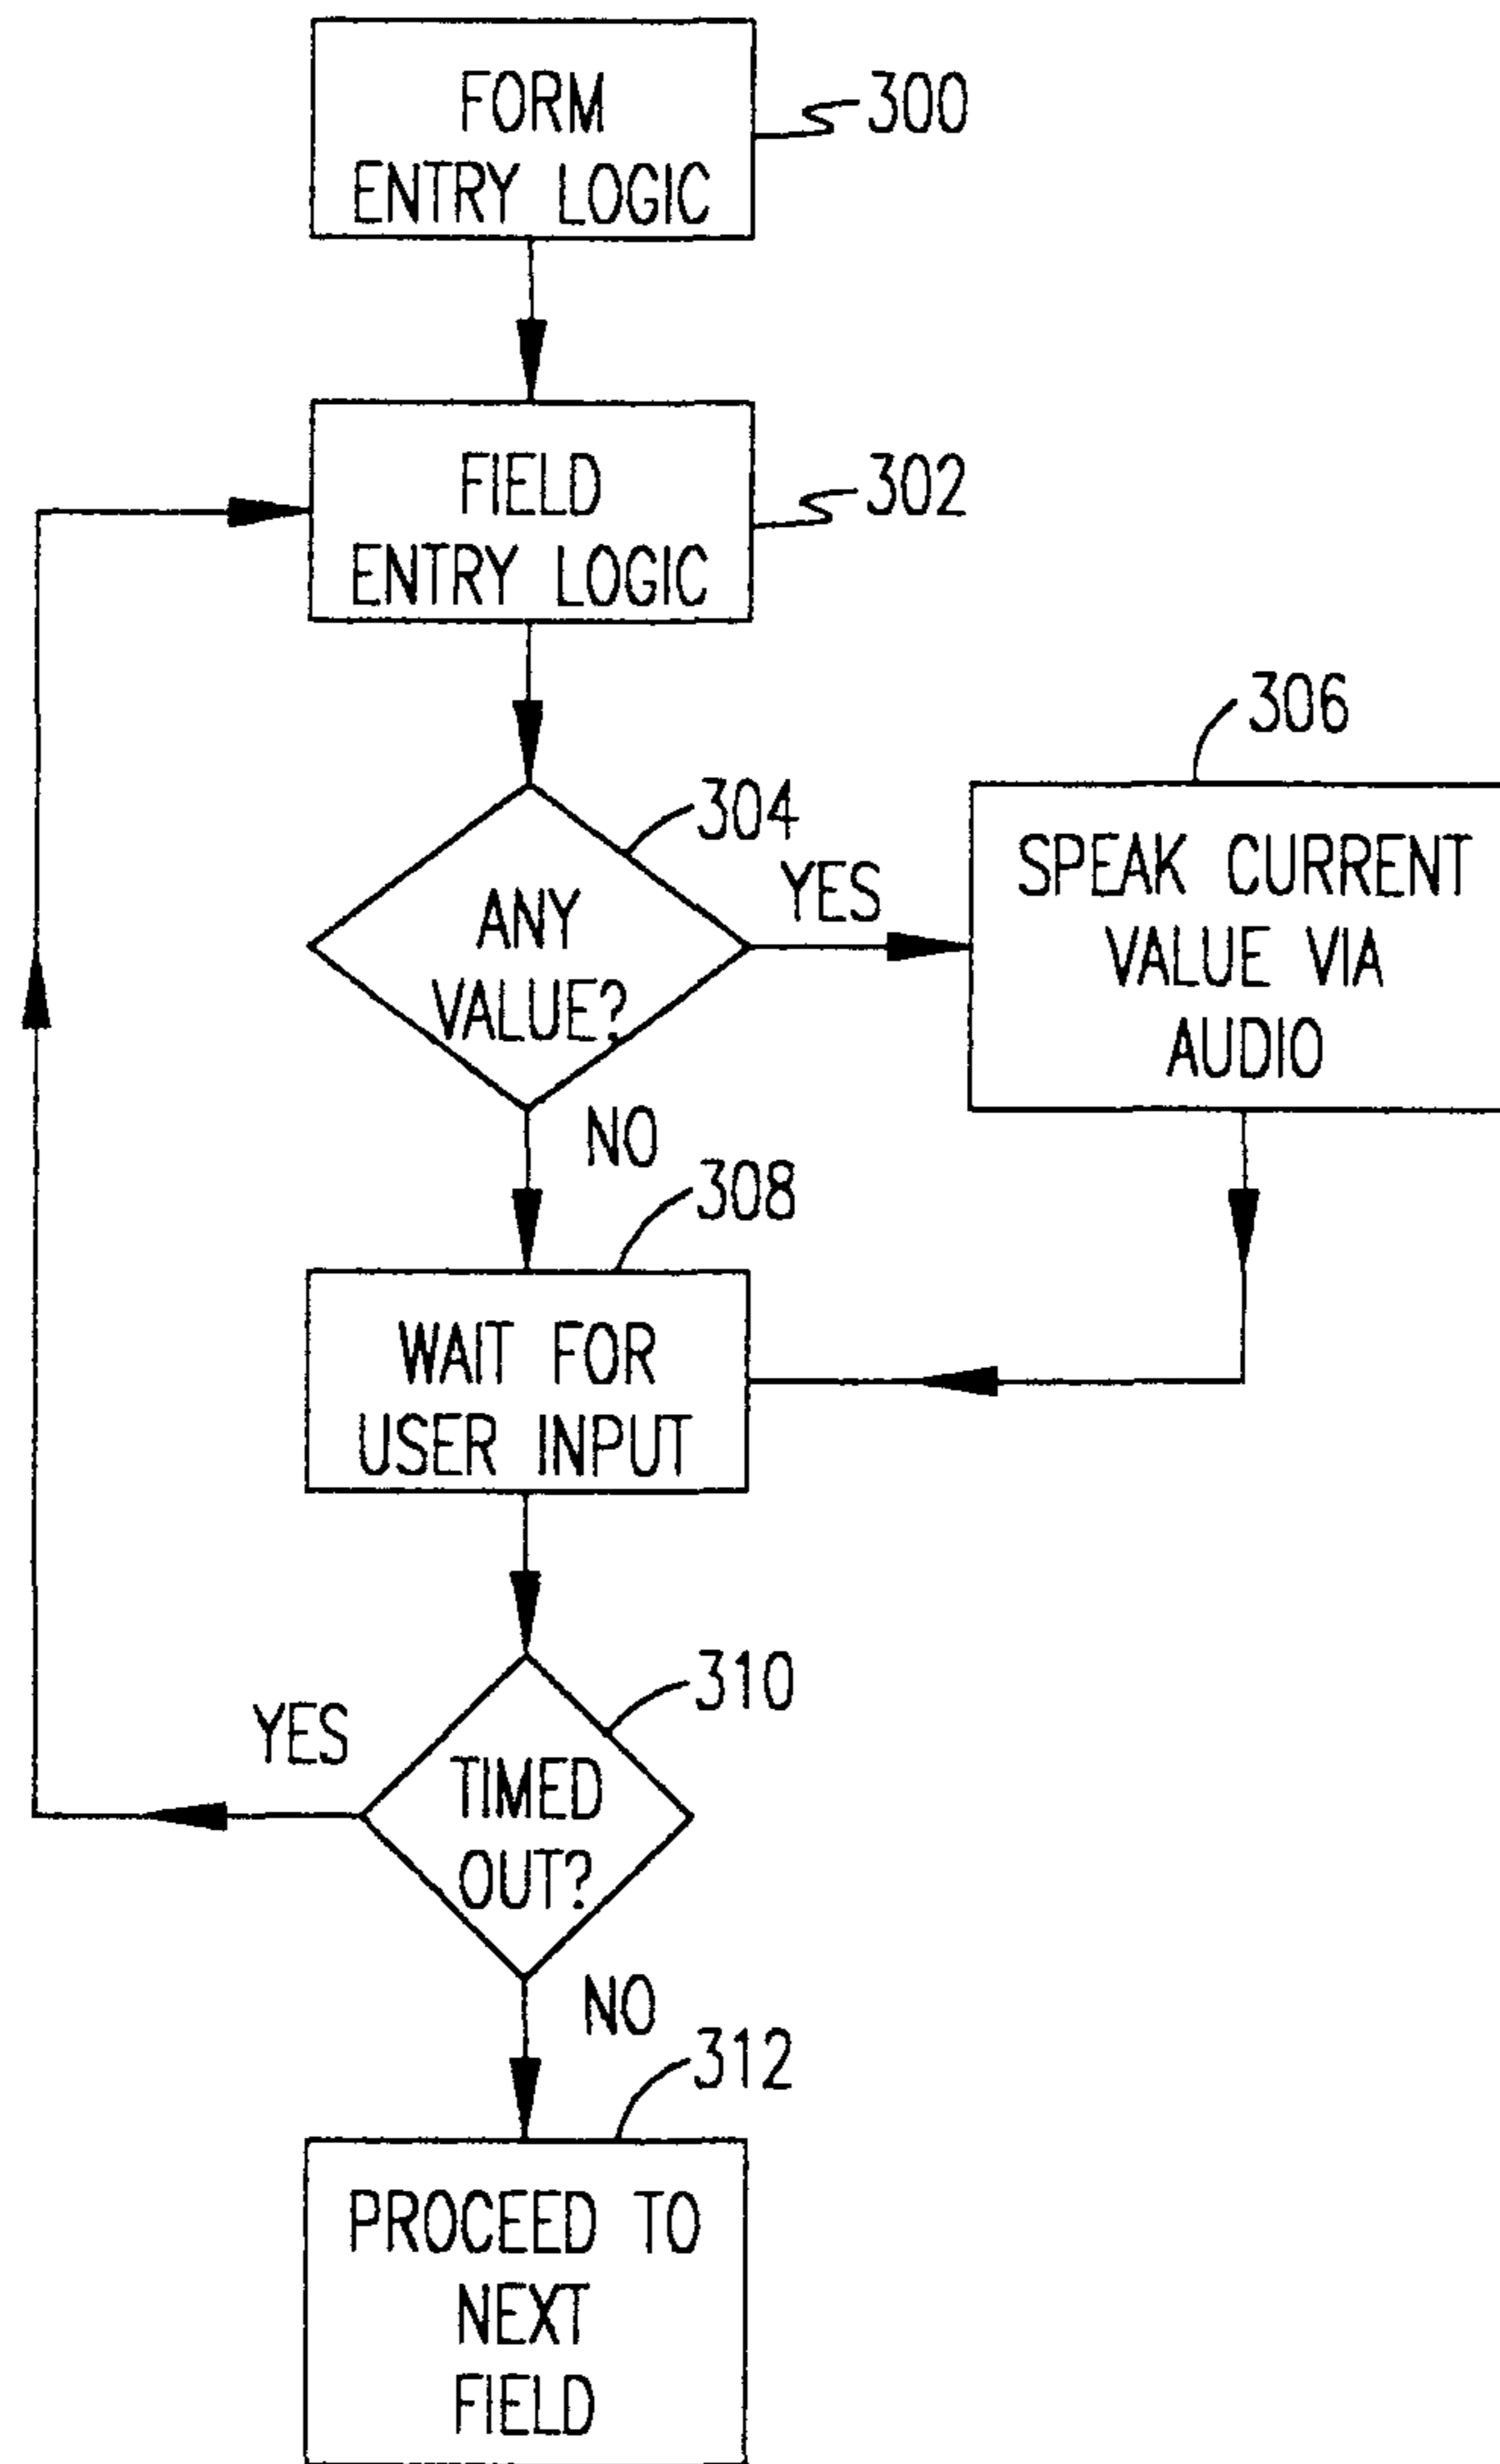 FORM
ENTRY LOGIC
300
FIELD
ENTRY LOGIC
302
306
304
ANY
VALUE?
YES
SPEAK CURRENT
VALUE VIA
AUDIO
NO
308
WAIT FOR
USER INPUT
310
YES
TIMED
OUT?
NO
312
PROCEED TO
NEXT
FIELD